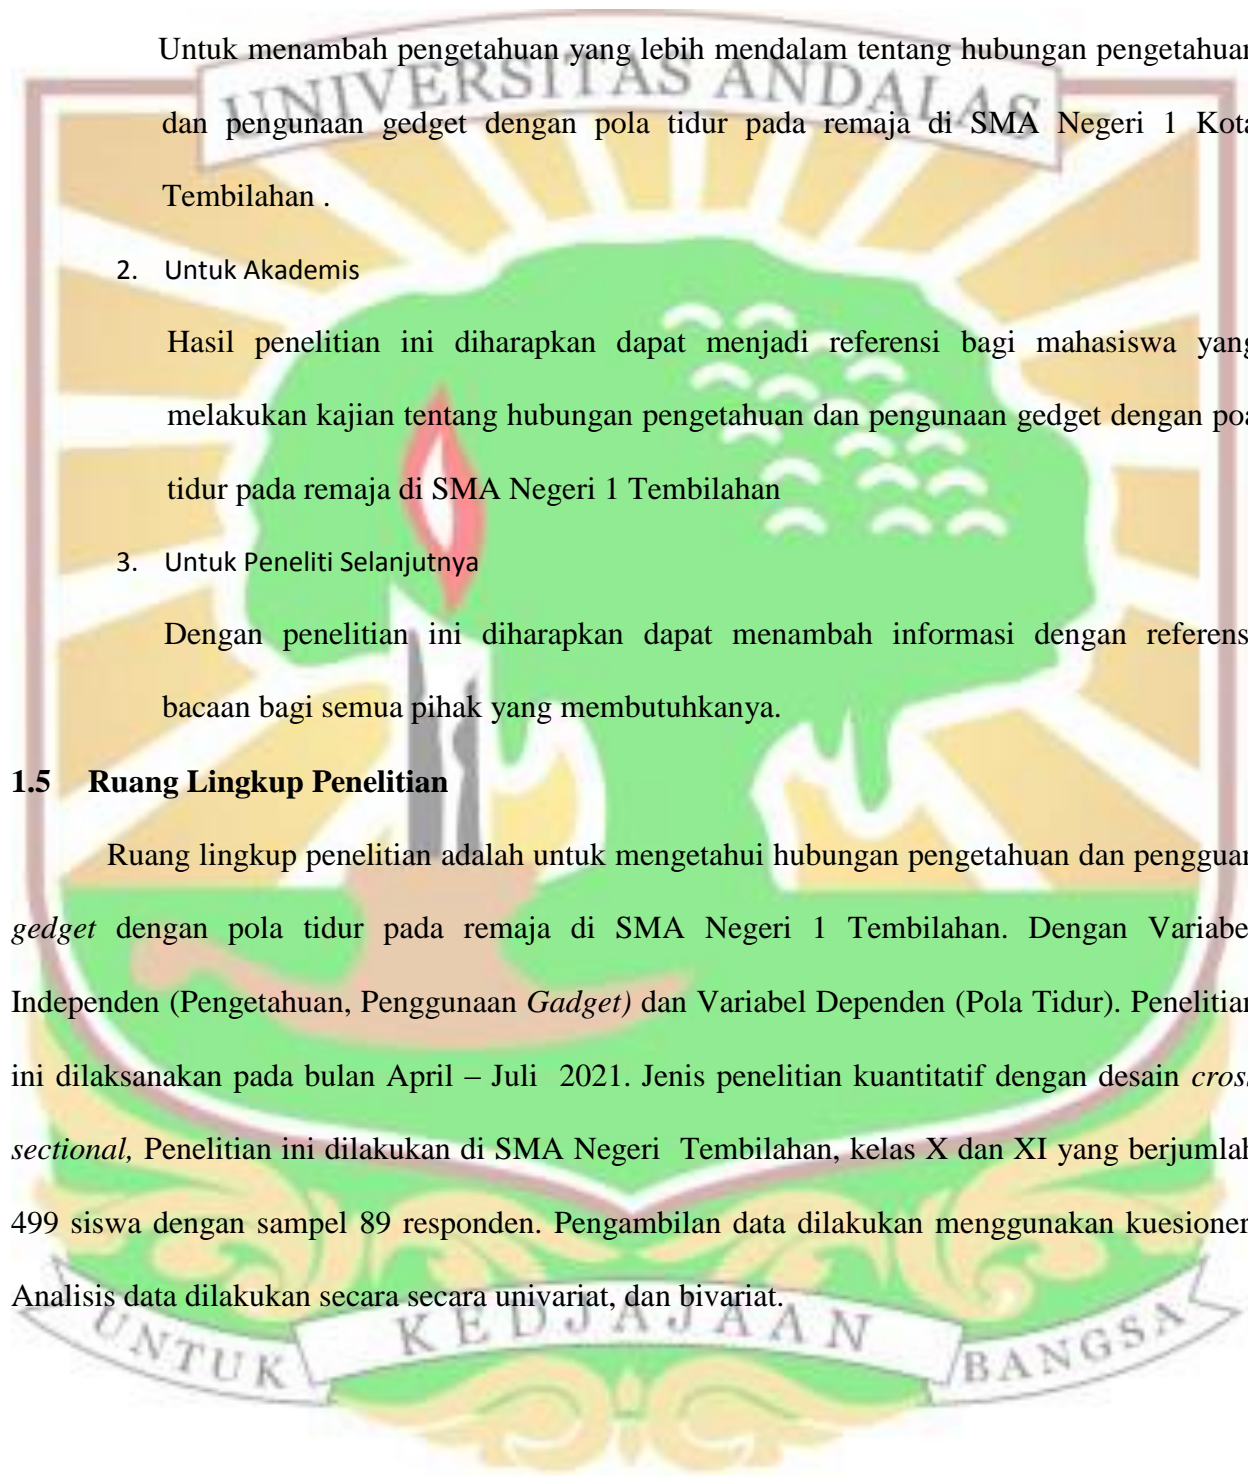 Untuk menambah pengetahuan yang lebih mendalam tentang hubungan pengetahuan
UNIVERSITAS ANDALAS
dan pengunaan gedget dengan pola tidur pada remaja di SMA Negeri 1 Kota
Tembilahan .
2. Untuk Akademis
Hasil penelitian ini diharapkan dapat menjadi referensi bagi mahasiswa yang
melakukan kajian tentang hubungan pengetahuan dan pengunaan gedget dengan poa
tidur pada remaja di SMA Negeri 1 Tembilahan
3. Untuk Peneliti Selanjutnya
Dengan penelitian ini diharapkan dapat menambah informasi dengan referensi
bacaan bagi semua pihak yang membutuhkanya.
1.5 Ruang Lingkup Penelitian
Ruang lingkup penelitian adalah untuk mengetahui hubungan pengetahuan dan pengguan
gedget dengan pola tidur pada remaja di SMA Negeri 1 Tembilahan. Dengan Variabel
Independen (Pengetahuan, Penggunaan Gadget) dan Variabel Dependen (Pola Tidur). Penelitian
ini dilaksanakan pada bulan April – Juli 2021. Jenis penelitian kuantitatif dengan desain cross
sectional, Penelitian ini dilakukan di SMA Negeri Tembilahan, kelas X dan XI yang berjumlah
499 siswa dengan sampel 89 responden. Pengambilan data dilakukan menggunakan kuesioner.
Analisis data dilakukan secara secara univariat, dan bivariat.
UNTUK KEDJAJAAN BANGSA